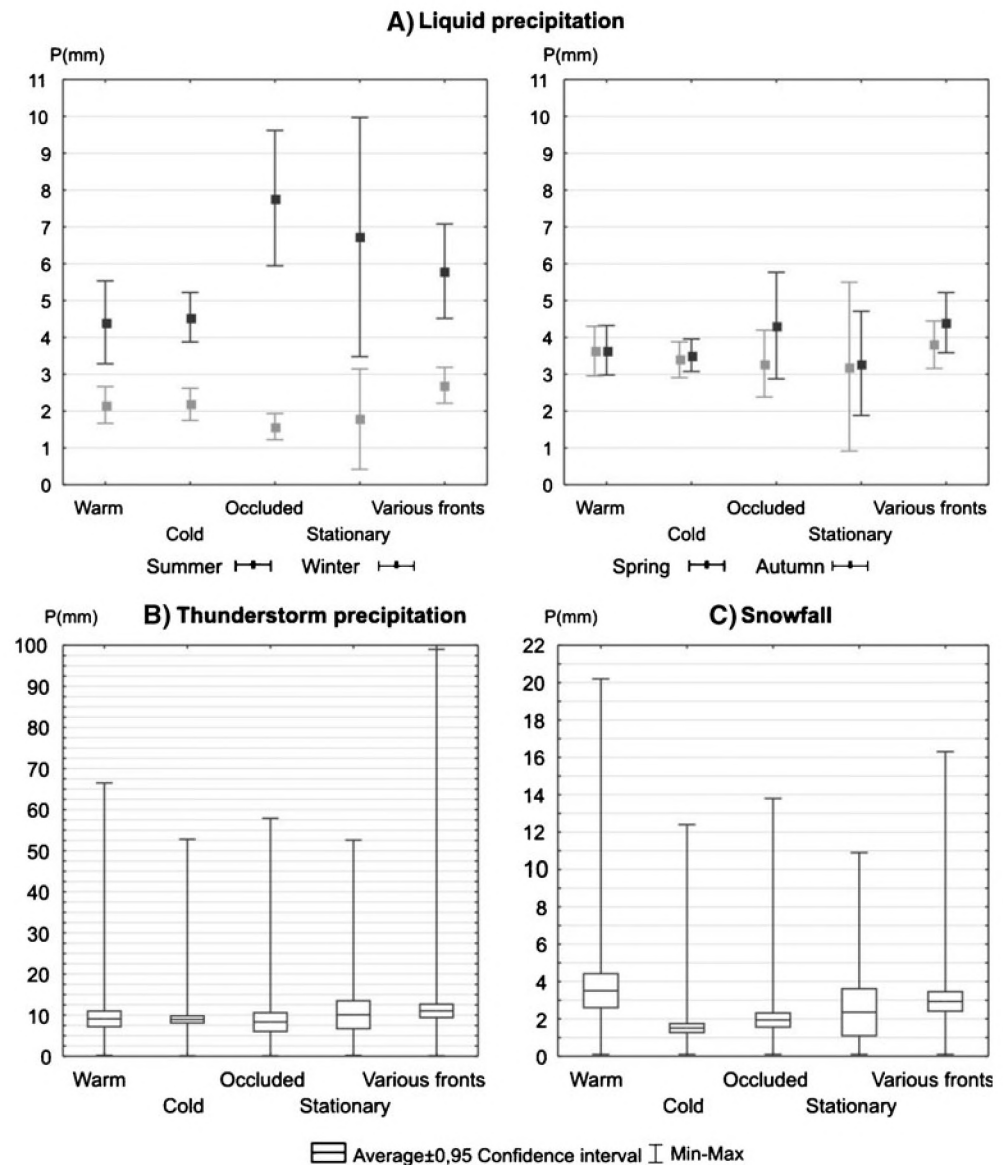 A) Liquid precipitation
P(mm)
11
10
9
8
7
6
5
4
3
2
1
0
Warm
Cold
Occluded
Stationary
Various fronts
Summer
Winter
P(mm)
11
10
9
8
7
6
5
4
3
2
1
0
Warm
Cold
Occluded
Stationary
Various fronts
Spring
Autumn
B) Thunderstorm precipitation
P(mm)
100
90
80
70
60
50
40
30
20
10
0
Warm
Cold
Occluded
Stationary
Various fronts
C) Snowfall
P(mm)
22
20
18
16
14
12
10
8
6
4
2
0
Warm
Cold
Occluded
Stationary
Various fronts
Average±0,95 Confidence interval
Min-Max